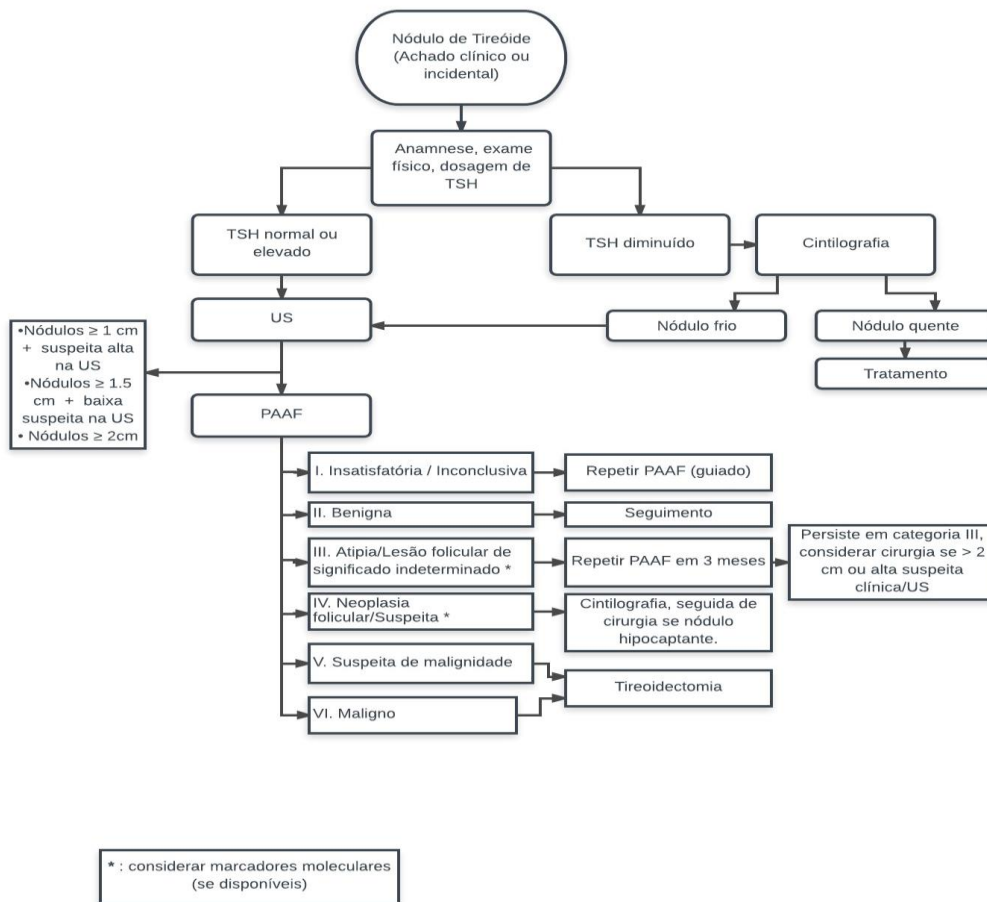 Nódulo de Tireóide
(Achado clínico ou
incidental)
Anamnese, exame
físico, dosagem de
TSH
TSH normal ou
elevado
TSH diminuído
Cintilografia
US
Nódulo frio
Nódulo quente
Tratamento
•Nódulos ≥ 1 cm
+ suspeita alta
na US
•Nódulos ≥ 1.5
cm + baixa
suspeita na US
• Nódulos ≥ 2cm
PAAF
I. Insatisfatória / Inconclusiva
Repetir PAAF (guiado)
II. Benigna
Seguimento
III. Atipia/Lesão folicular de
significado indeterminado *
Repetir PAAF em 3 meses
Persiste em categoria III,
considerar cirurgia se > 2
cm ou alta suspeita
clínica/US
IV. Neoplasia
folicular/Suspeita *
Cintilografia, seguida de
cirurgia se nódulo
hipocaptante.
V. Suspeita de malignidade
Tireoidectomia
VI. Maligno
* : considerar marcadores moleculares
(se disponíveis)